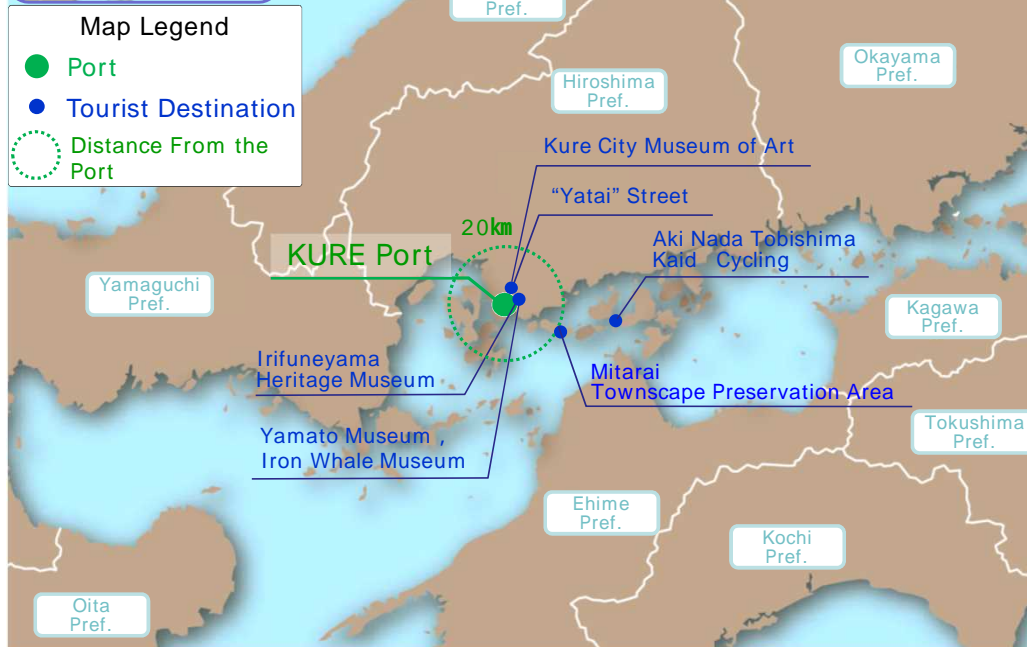 Pref.
Map Legend
Port
Tourist Destination
Distance From the
Port
Okayama
Pref.
Hiroshima
Pref.
Kure City Museum of Art
“Yatai” Street
20km
KURE Port
Aki Nada Tobishima
Kaid Cycling
Yamaguchi
Pref.
Kagawa
Pref.
Irifuneyama
Heritage Museum
Mitarai
Townscape Preservation Area
Yamato Museum ,
Iron Whale Museum
Tokushima
Pref.
Ehime
Pref.
Kochi
Pref.
Oita
Pref.